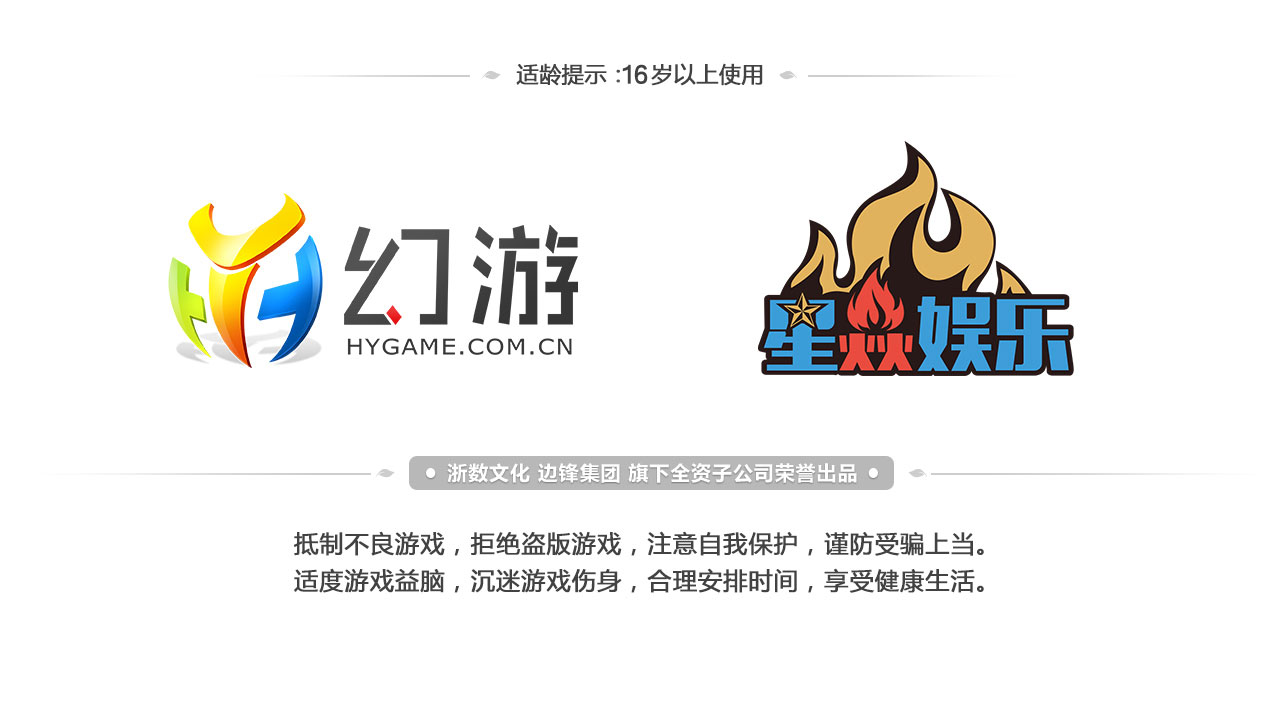 适龄提示 :16岁以上使用
幻游
HYGAME.COM.CN
星焱娱乐
浙数文化 边锋集团 旗下全资子公司荣誉出品
抵制不良游戏，拒绝盗版游戏，注意自我保护，谨防受骗上当。
适度游戏益脑，沉迷游戏伤身，合理安排时间，享受健康生活。